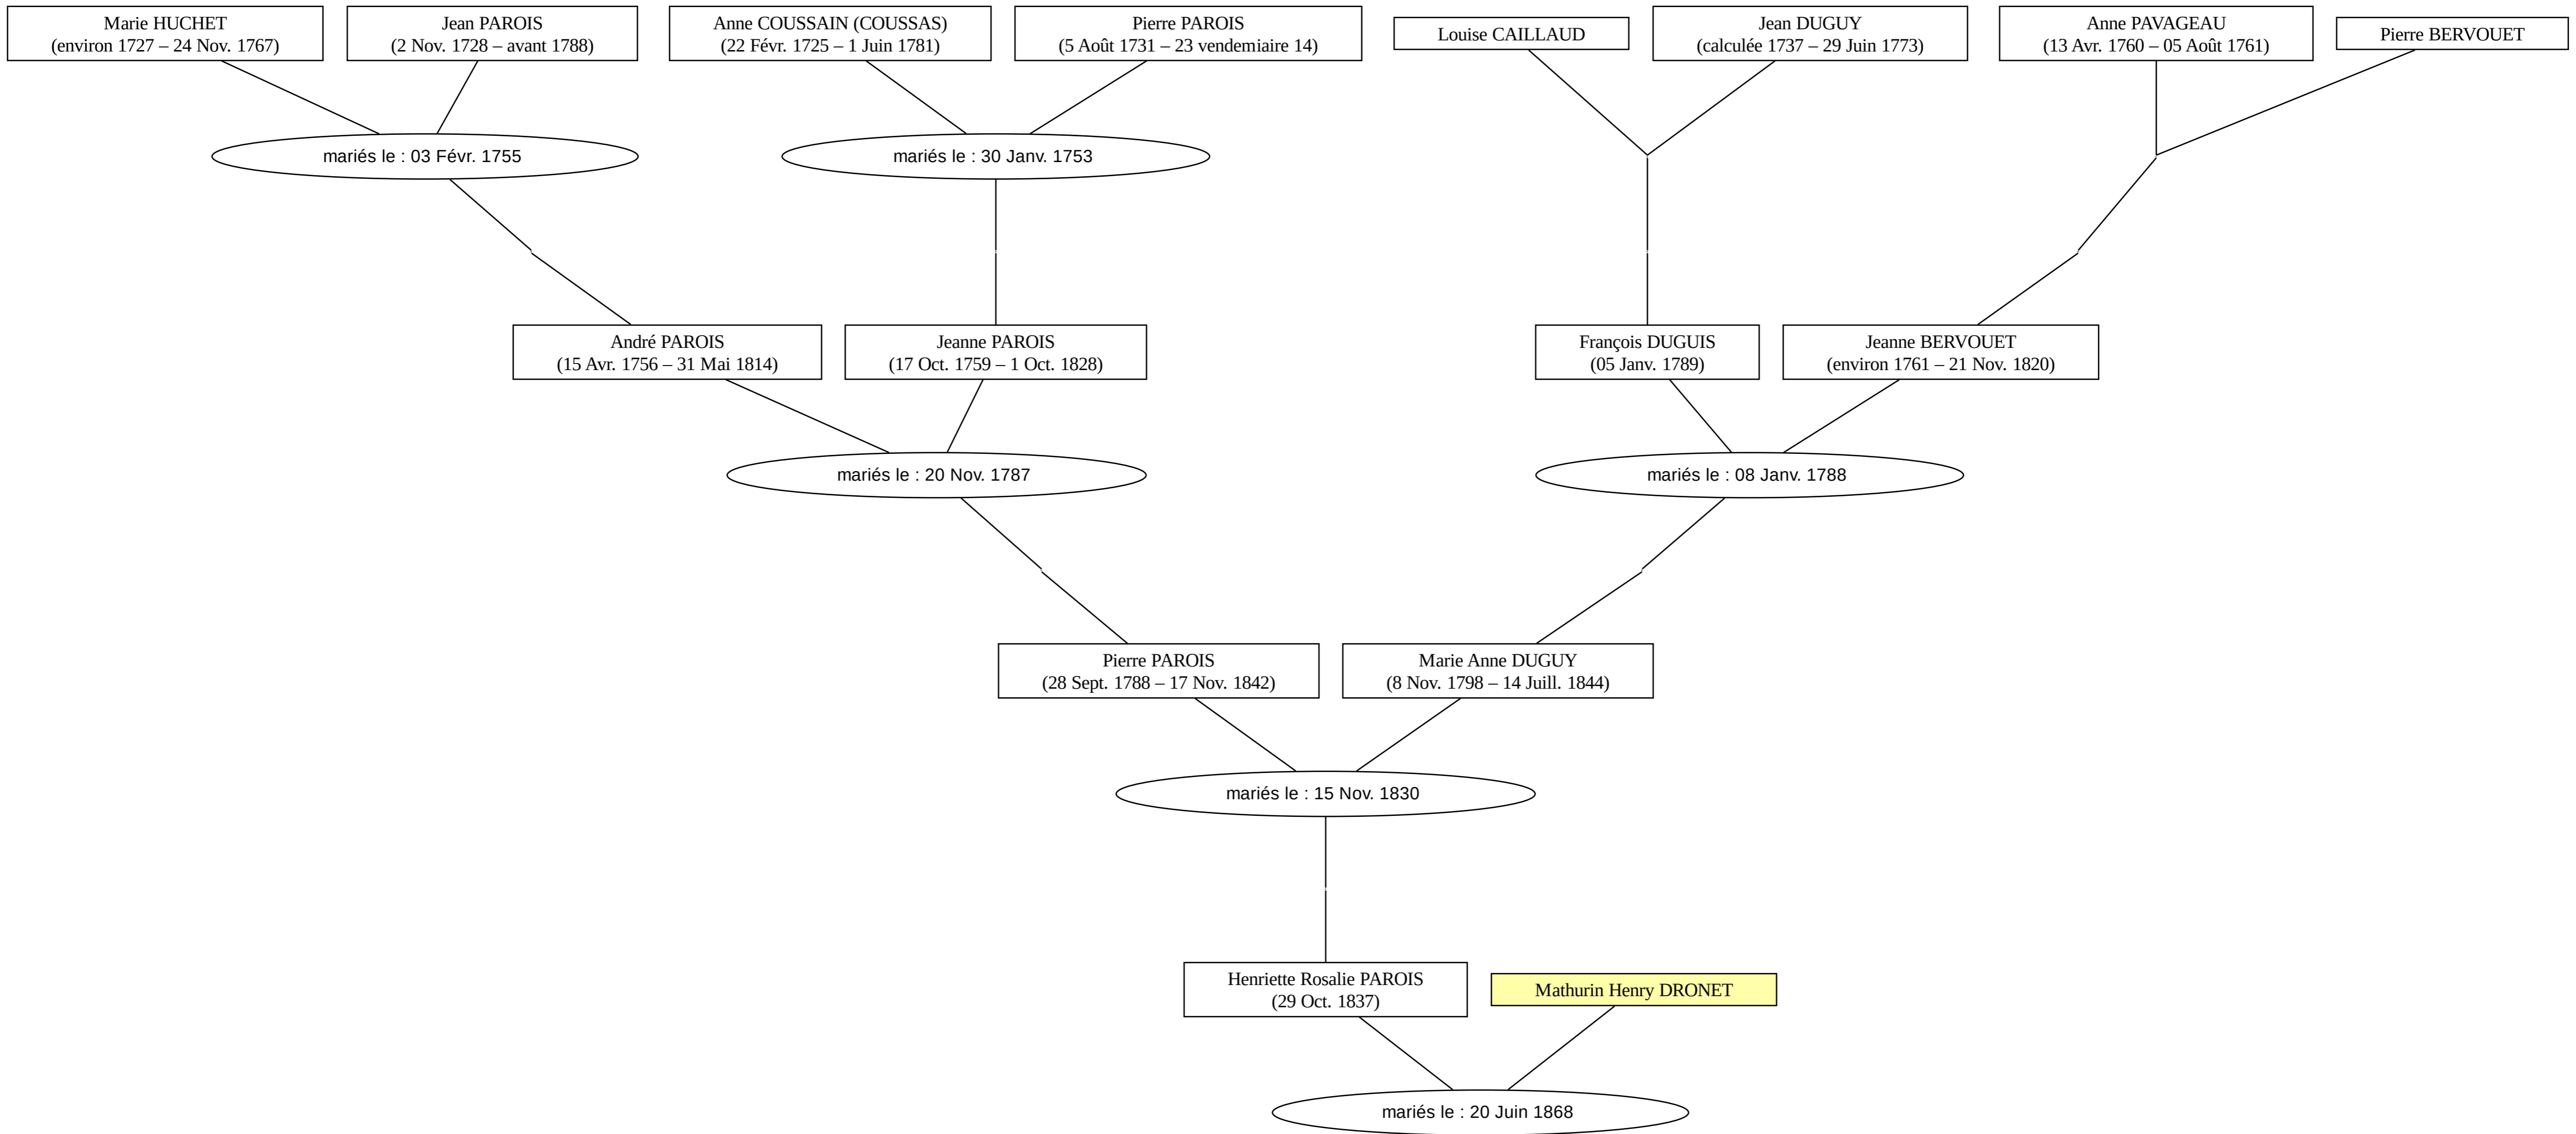 Marie HUCHET
(environ 1727 – 24 Nov. 1767)
Jean PAROIS
(2 Nov. 1728 – avant 1788)
Anne COUSSAIN (COUSSAS)
(22 Févr. 1725 – 1 Juin 1781)
Pierre PAROIS
(5 Août 1731 – 23 vendemiaire 14)
Louise CAILLAUD
Jean DUGUY
(calculée 1737 – 29 Juin 1773)
Anne PAVAGEAU
(13 Avr. 1760 – 05 Août 1761)
Pierre BERVOUET
mariés le : 03 Févr. 1755
mariés le : 30 Janv. 1753
André PAROIS
(15 Avr. 1756 – 31 Mai 1814)
Jeanne PAROIS
(17 Oct. 1759 – 1 Oct. 1828)
François DUGUIS
(05 Janv. 1789)
Jeanne BERVOUET
(environ 1761 – 21 Nov. 1820)
mariés le : 20 Nov. 1787
mariés le : 08 Janv. 1788
Pierre PAROIS
(28 Sept. 1788 – 17 Nov. 1842)
Marie Anne DUGUY
(8 Nov. 1798 – 14 Juill. 1844)
mariés le : 15 Nov. 1830
Henriette Rosalie PAROIS
(29 Oct. 1837)
Mathurin Henry DRONET
mariés le : 20 Juin 1868